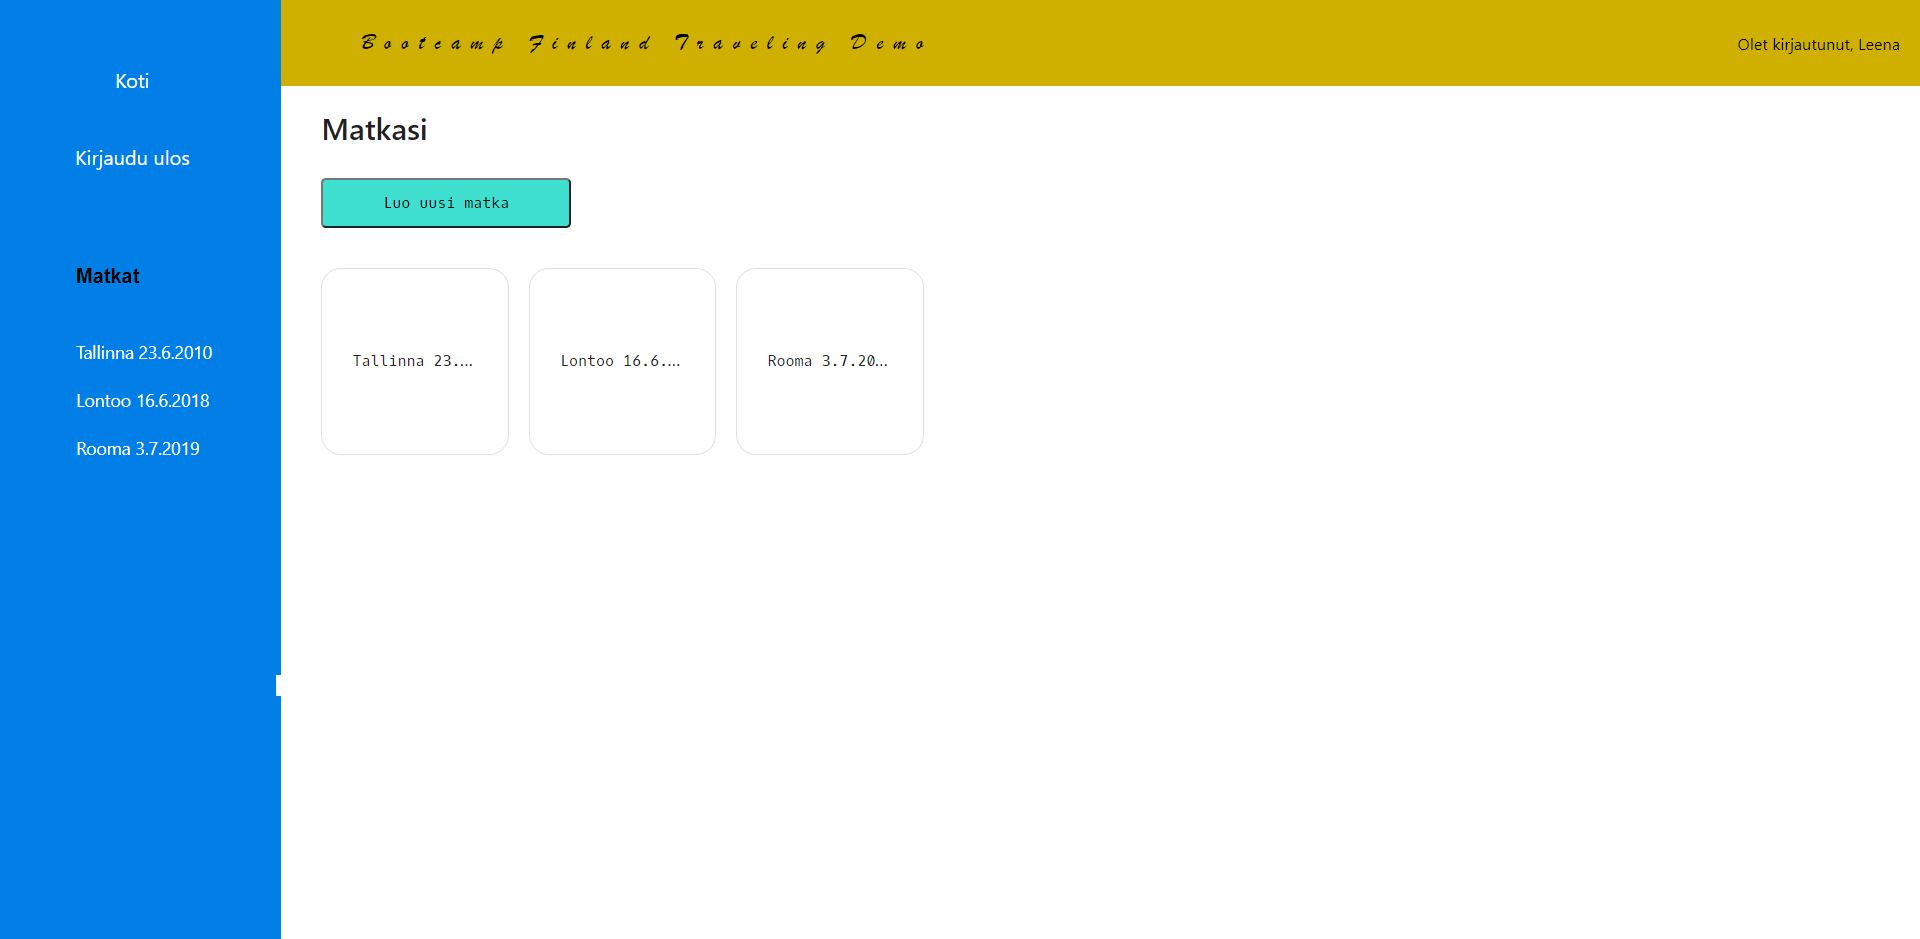 Koti
Kirjaudu ulos
Matkat
Tallinna 23.6.2010
Lontoo 16.6.2018
Rooma 3.7.2019
Bootcamp Finland Traveling Demo
Olet kirjautunut, Leena
Matkasi
Luo uusi matka
Tallinna 23....
Lontoo 16.6....
Rooma 3.7.20...